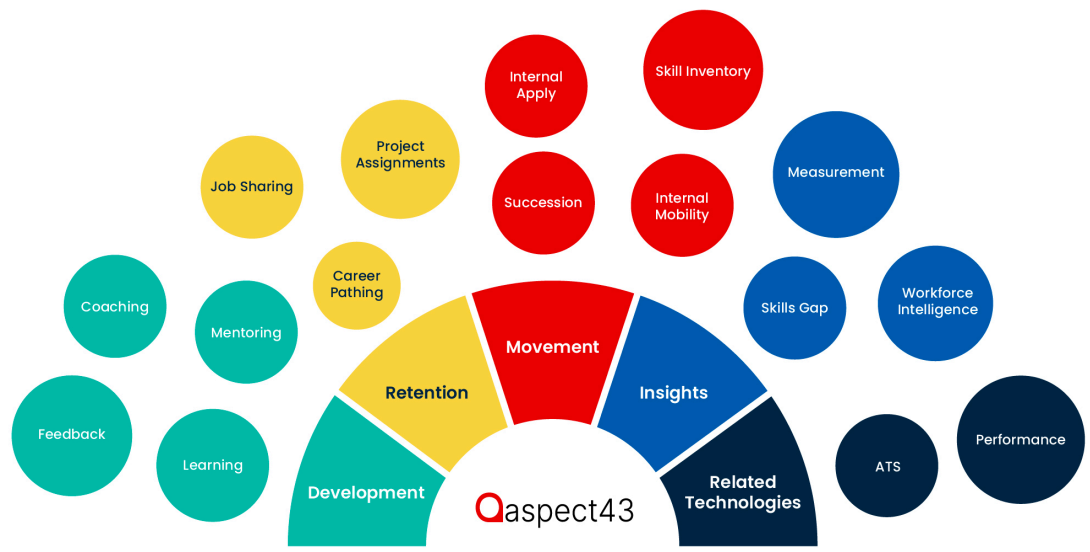 Internal
Apply
Skill Inventory
Project
Assignments
Job Sharing
Measurement
Succession
Internal
Mobility
Career
Pathing
Coaching
Mentoring
Skills Gap
Workforce
Intelligence
Movement
Retention
Insights
Feedback
Learning
Development
Related
Technologies
ATS
Performance
aspect43